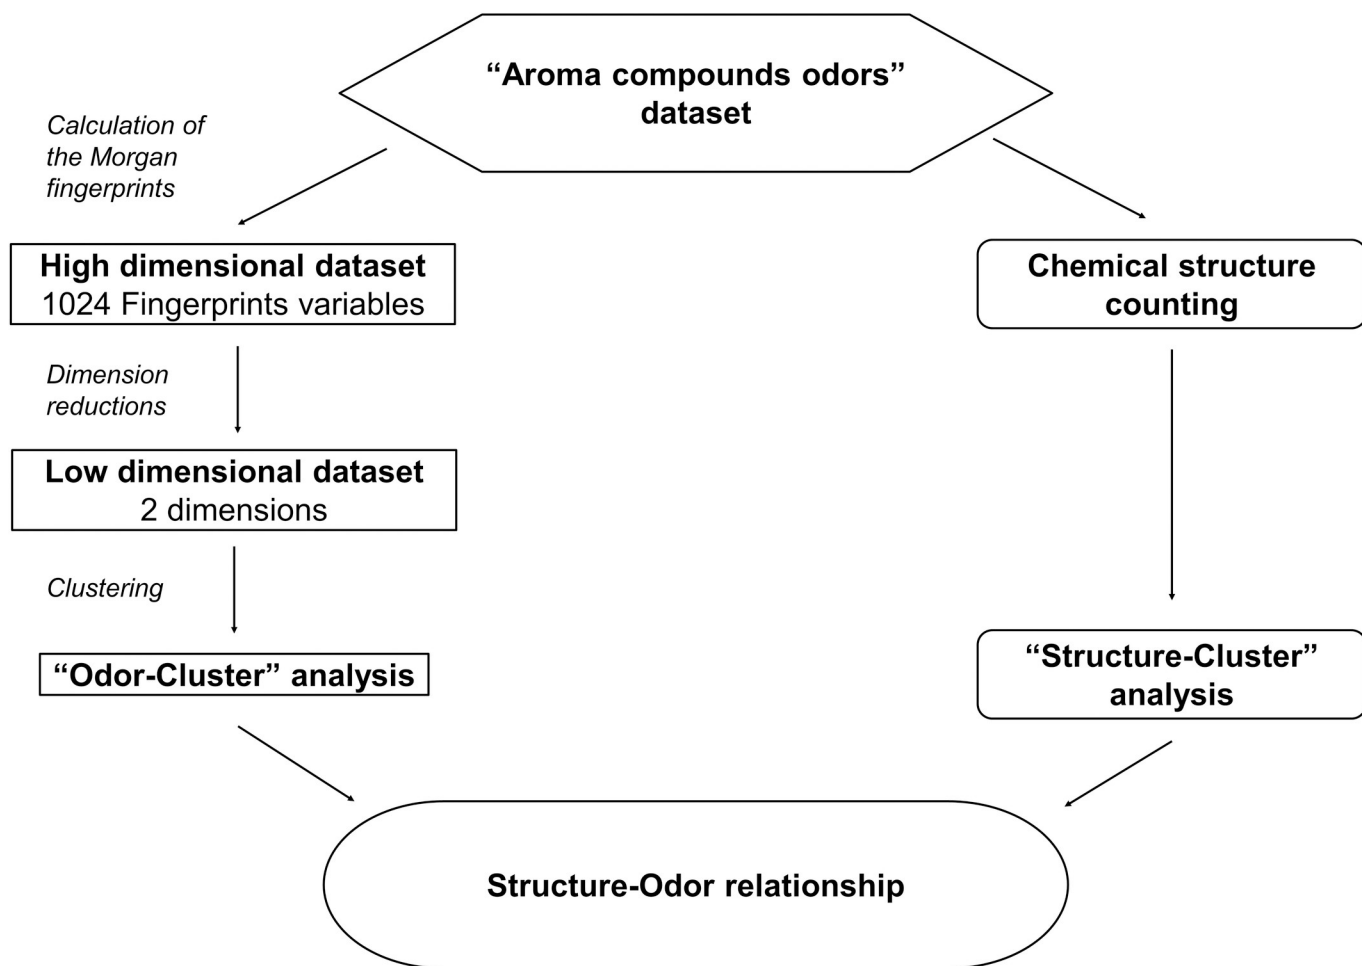 “Aroma compounds odors”
dataset
Calculation of
the Morgan
fingerprints
High dimensional dataset
1024 Fingerprints variables
Chemical structure
counting
Dimension
reductions
Low dimensional dataset
2 dimensions
Clustering
“Odor-Cluster” analysis
“Structure-Cluster”
analysis
Structure-Odor relationship